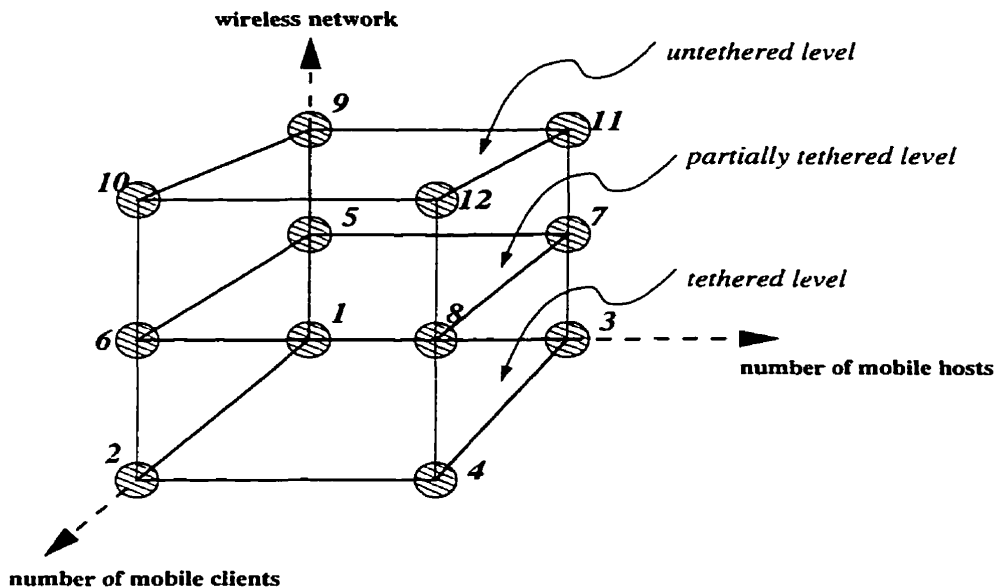 wireless network
untethered level
9
11
partially tethered level
10
12
5
7
tethered level
1
8
3
6
number of mobile hosts
2
4
number of mobile clients